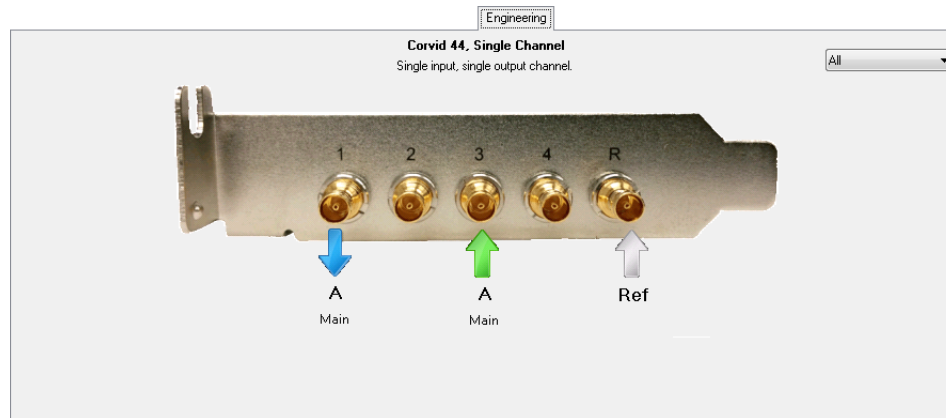 Engineering
Corvid 44, Single Channel
Single input, single output channel.
All
1 2 3 4 R
A A Ref
Main Main